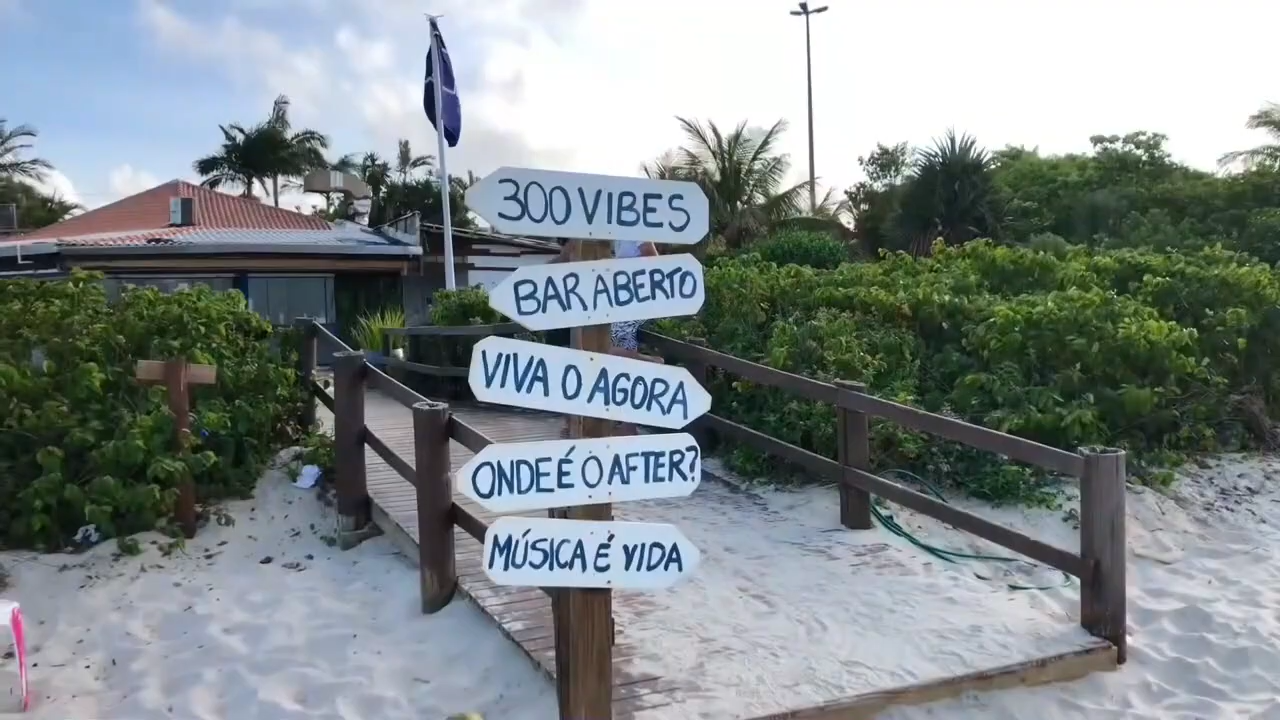 300 VIBES
BAR ABERTO
VIVA O AGORA
ONDE É O AFTER?
MÚSICA É VIDA